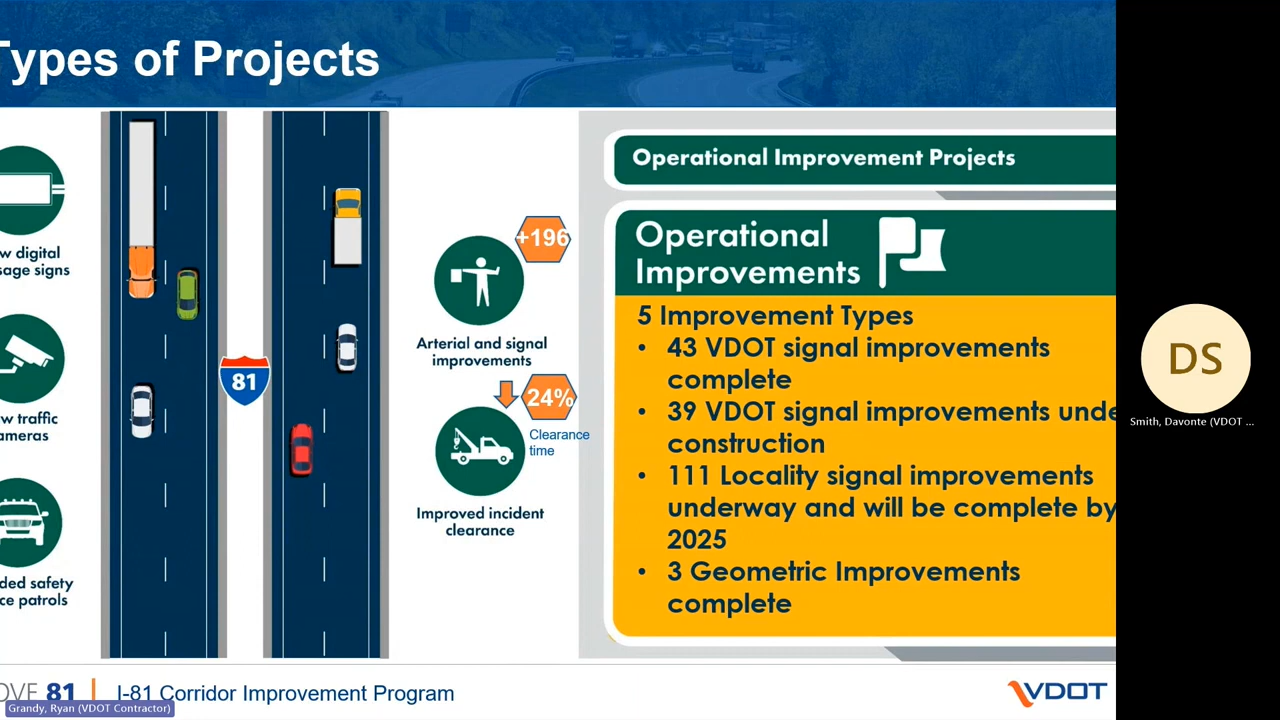 Types of Projects
Operational Improvement Projects
Operational
Improvements
5 Improvement Types
• 43 VDOT signal improvements
complete
• 39 VDOT signal improvements unde
construction
• 111 Locality signal improvements
underway and will be complete by
2025
• 3 Geometric Improvements
complete
w digital
sage signs
w traffic
ameras
ded safety
ce patrols
81
+196
Arterial and signal
improvements
24%
Clearance
time
Improved incident
clearance
OVE 81 | I-81 Corridor Improvement Program
VDOT
Grandy, Ryan (VDOT Contractor)
DS
Smith, Davonte (VDOT ...